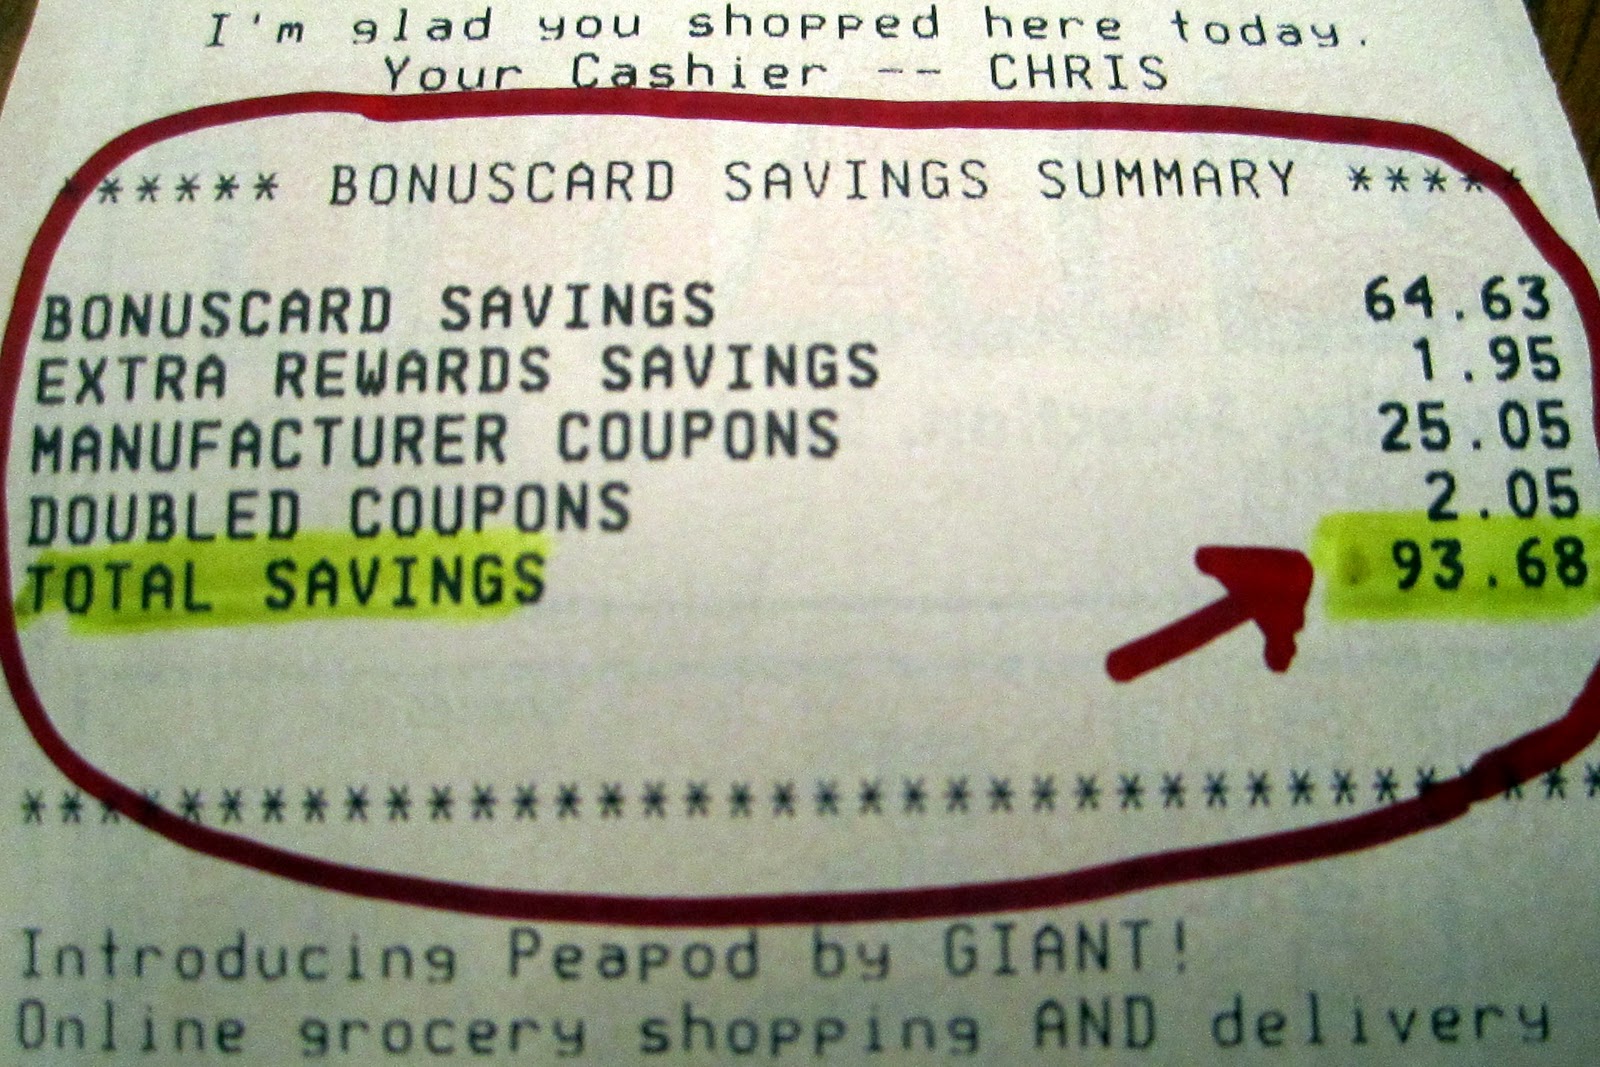 I'm glad you shopped here today.
Your Cashier -- CHRIS
***** BONUSCARD SAVINGS SUMMARY *****
BONUSCARD SAVINGS 64.63
EXTRA REWARDS SAVINGS 1.95
MANUFACTURER COUPONS 25.05
DOUBLED COUPONS 2.05
TOTAL SAVINGS 93.68
**************************************
Introducing Peapod by GIANT!
Online grocery shopping AND delivery